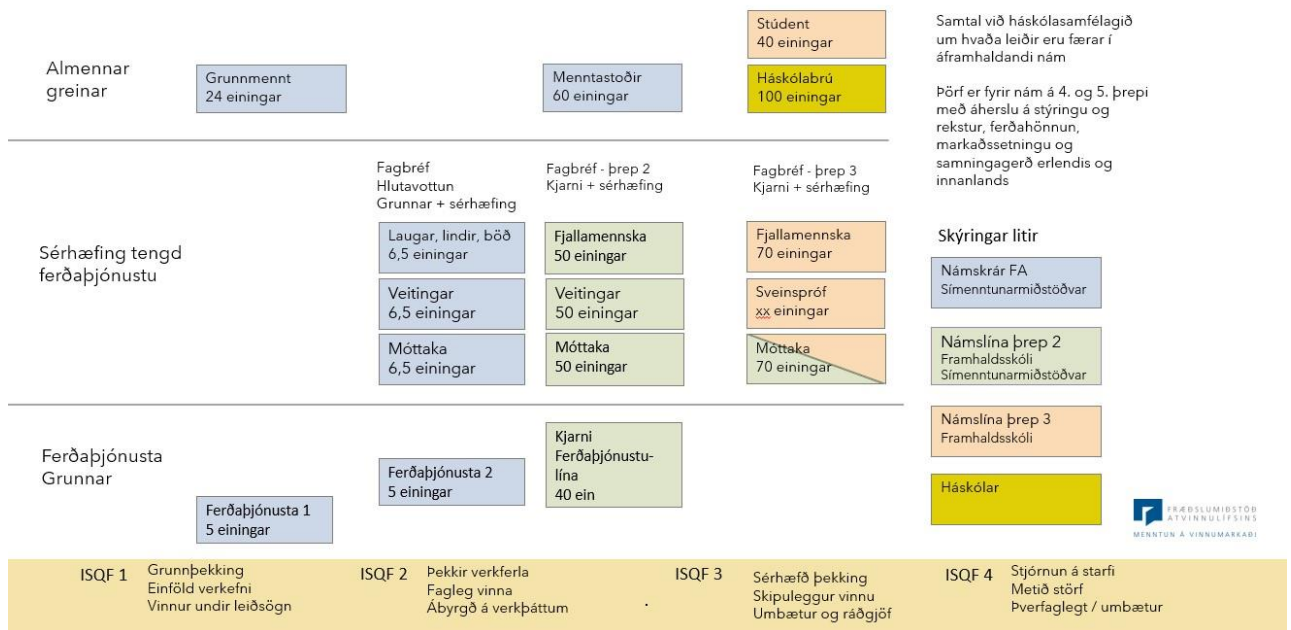 Almennar
greinar
Grunnmennt
24 einingar
Menntastoðir
60 einingar
Stúdent
40 einingar
Háskólabrú
100 einingar
Samtal við háskólasamfélagið
um hvaða leiðir eru færar í
áframhaldandi nám
Þörf er fyrir nám á 4. og 5. þrepi
með áherslu á stýringu og
rekstur, ferðahönnun,
markaðssetningu og
samningagerð erlendis og
innanlands
Sérhæfing tengd
ferðaþjónustu
Fagbréf
Hlutavottun
Grunnar + sérhæfing
Laugar, lindir, böð
6,5 einingar
Veitingar
6,5 einingar
Móttaka
6,5 einingar
Fagbréf - þrep 2
Kjarni + sérhæfing
Fjallamennska
50 einingar
Veitingar
50 einingar
Móttaka
50 einingar
Fagbréf - þrep 3
Kjarni + sérhæfing
Fjallamennska
70 einingar
Sveinspróf
xx einingar
Móttaka
70 einingar
Skýringar litir
Námskrár FA
Símenntunarmiðstöðvar
Námslína þrep 2
Framhaldsskóli
Símenntunarmiðstöðvar
Námslína þrep 3
Framhaldsskóli
Háskólar
Ferðaþjónusta
Grunnar
Ferðaþjónusta 1
5 einingar
Ferðaþjónusta 2
5 einingar
Kjarni
Ferðaþjónustu-
lína
40 ein
FRÆÐSLUMIÐSTÖÐ
ATVINNULÍFSINS
MENNTUN Á VINNUMARKAÐI
ISQF 1
Grunnþekking
Einföld verkefni
Vinnur undir leiðsögn
ISQF 2
Þekkir verkferla
Fagleg vinna
Ábyrgð á verkþáttum
.
ISQF 3
Sérhæfð þekking
Skipuleggur vinnu
Umbætur og ráðgjöf
ISQF 4
Stjórnun á starfi
Metið störf
Þverfaglegt / umbætur